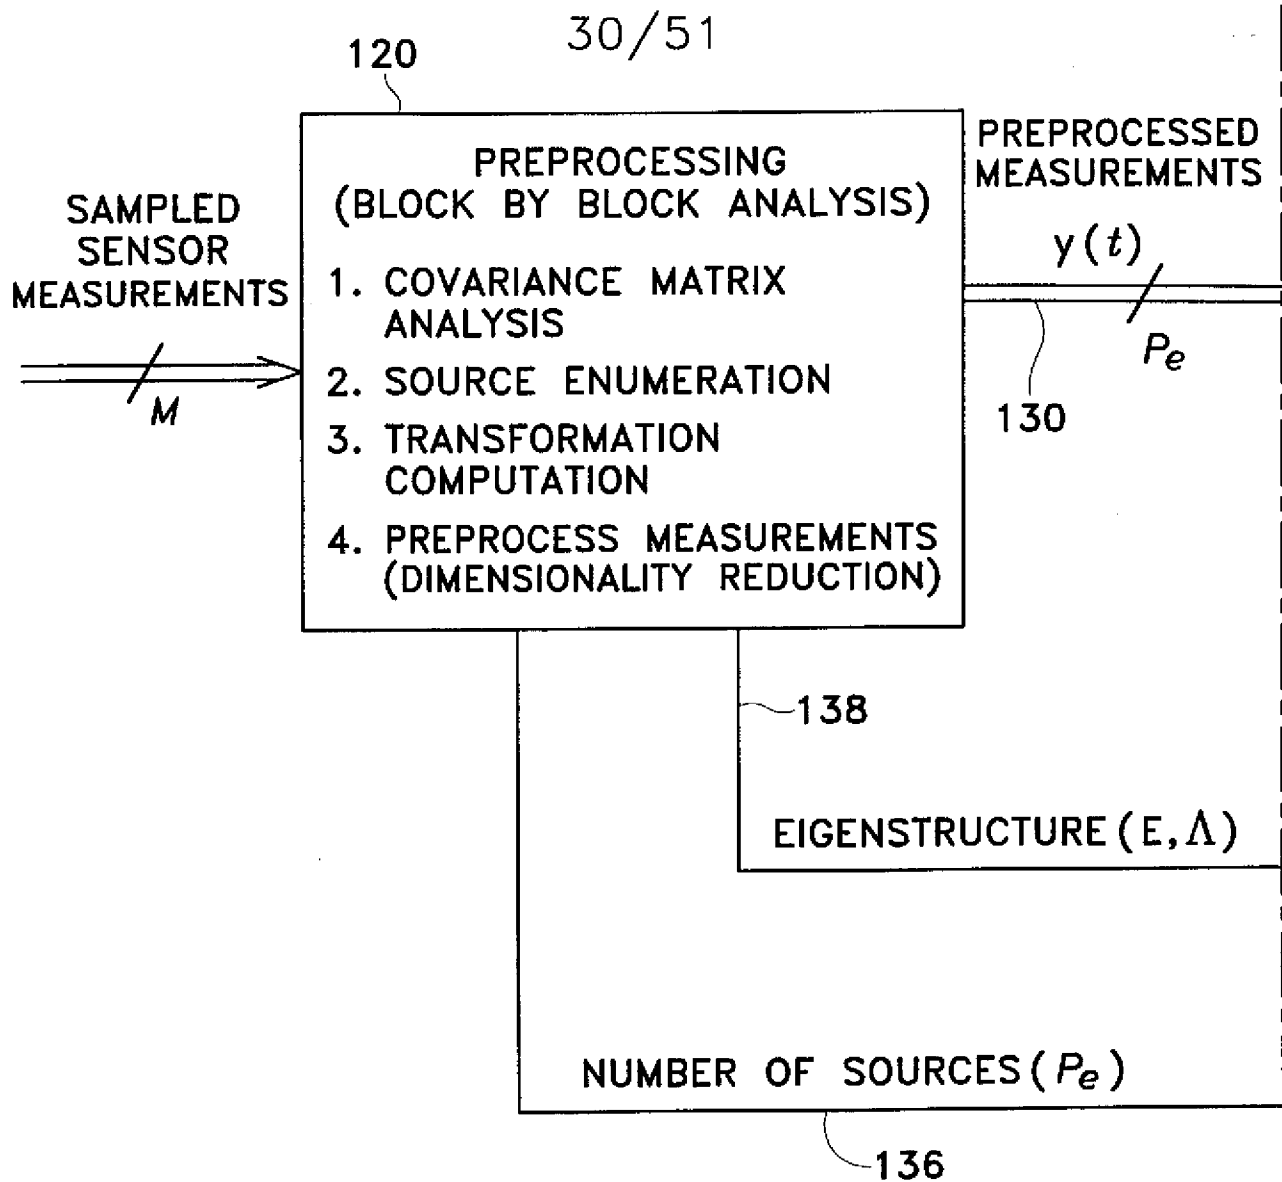 30/51
120
PREPROCESSING
(BLOCK BY BLOCK ANALYSIS)
1. COVARIANCE MATRIX
ANALYSIS
2. SOURCE ENUMERATION
3. TRANSFORMATION
COMPUTATION
4. PREPROCESS MEASUREMENTS
(DIMENSIONALITY REDUCTION)
SAMPLED
SENSOR
MEASUREMENTS
M
PREPROCESSED
MEASUREMENTS
y(t)
Pe
130
138
EIGENSTRUCTURE (E,Λ)
NUMBER OF SOURCES (Pe)
136